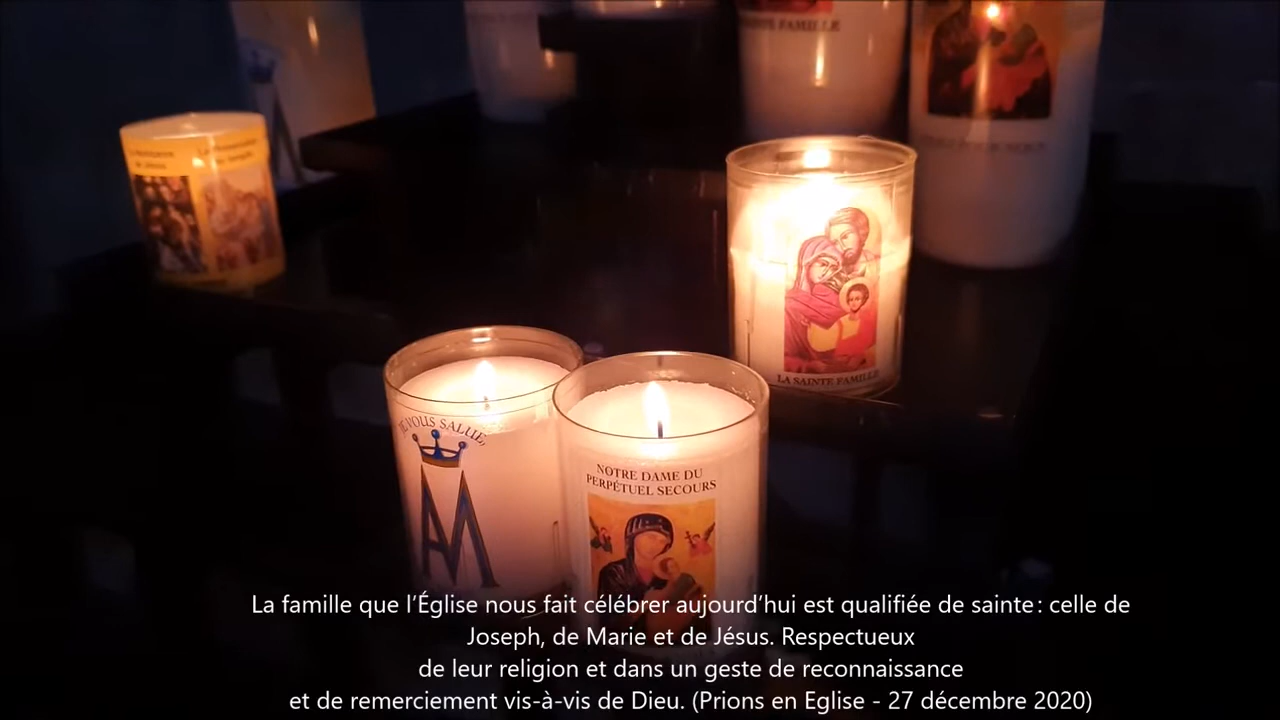 SAINTE FAMILLE
LA SAINTE FAMILLE
JE VOUS SALUE,
NOTRE DAME DU
PERPÉTUEL SECOURS
La famille que l’Église nous fait célébrer aujourd’hui est qualifiée de sainte : celle de
Joseph, de Marie et de Jésus. Respectueux
de leur religion et dans un geste de reconnaissance
et de remerciement vis-à-vis de Dieu. (Prions en Eglise - 27 décembre 2020)